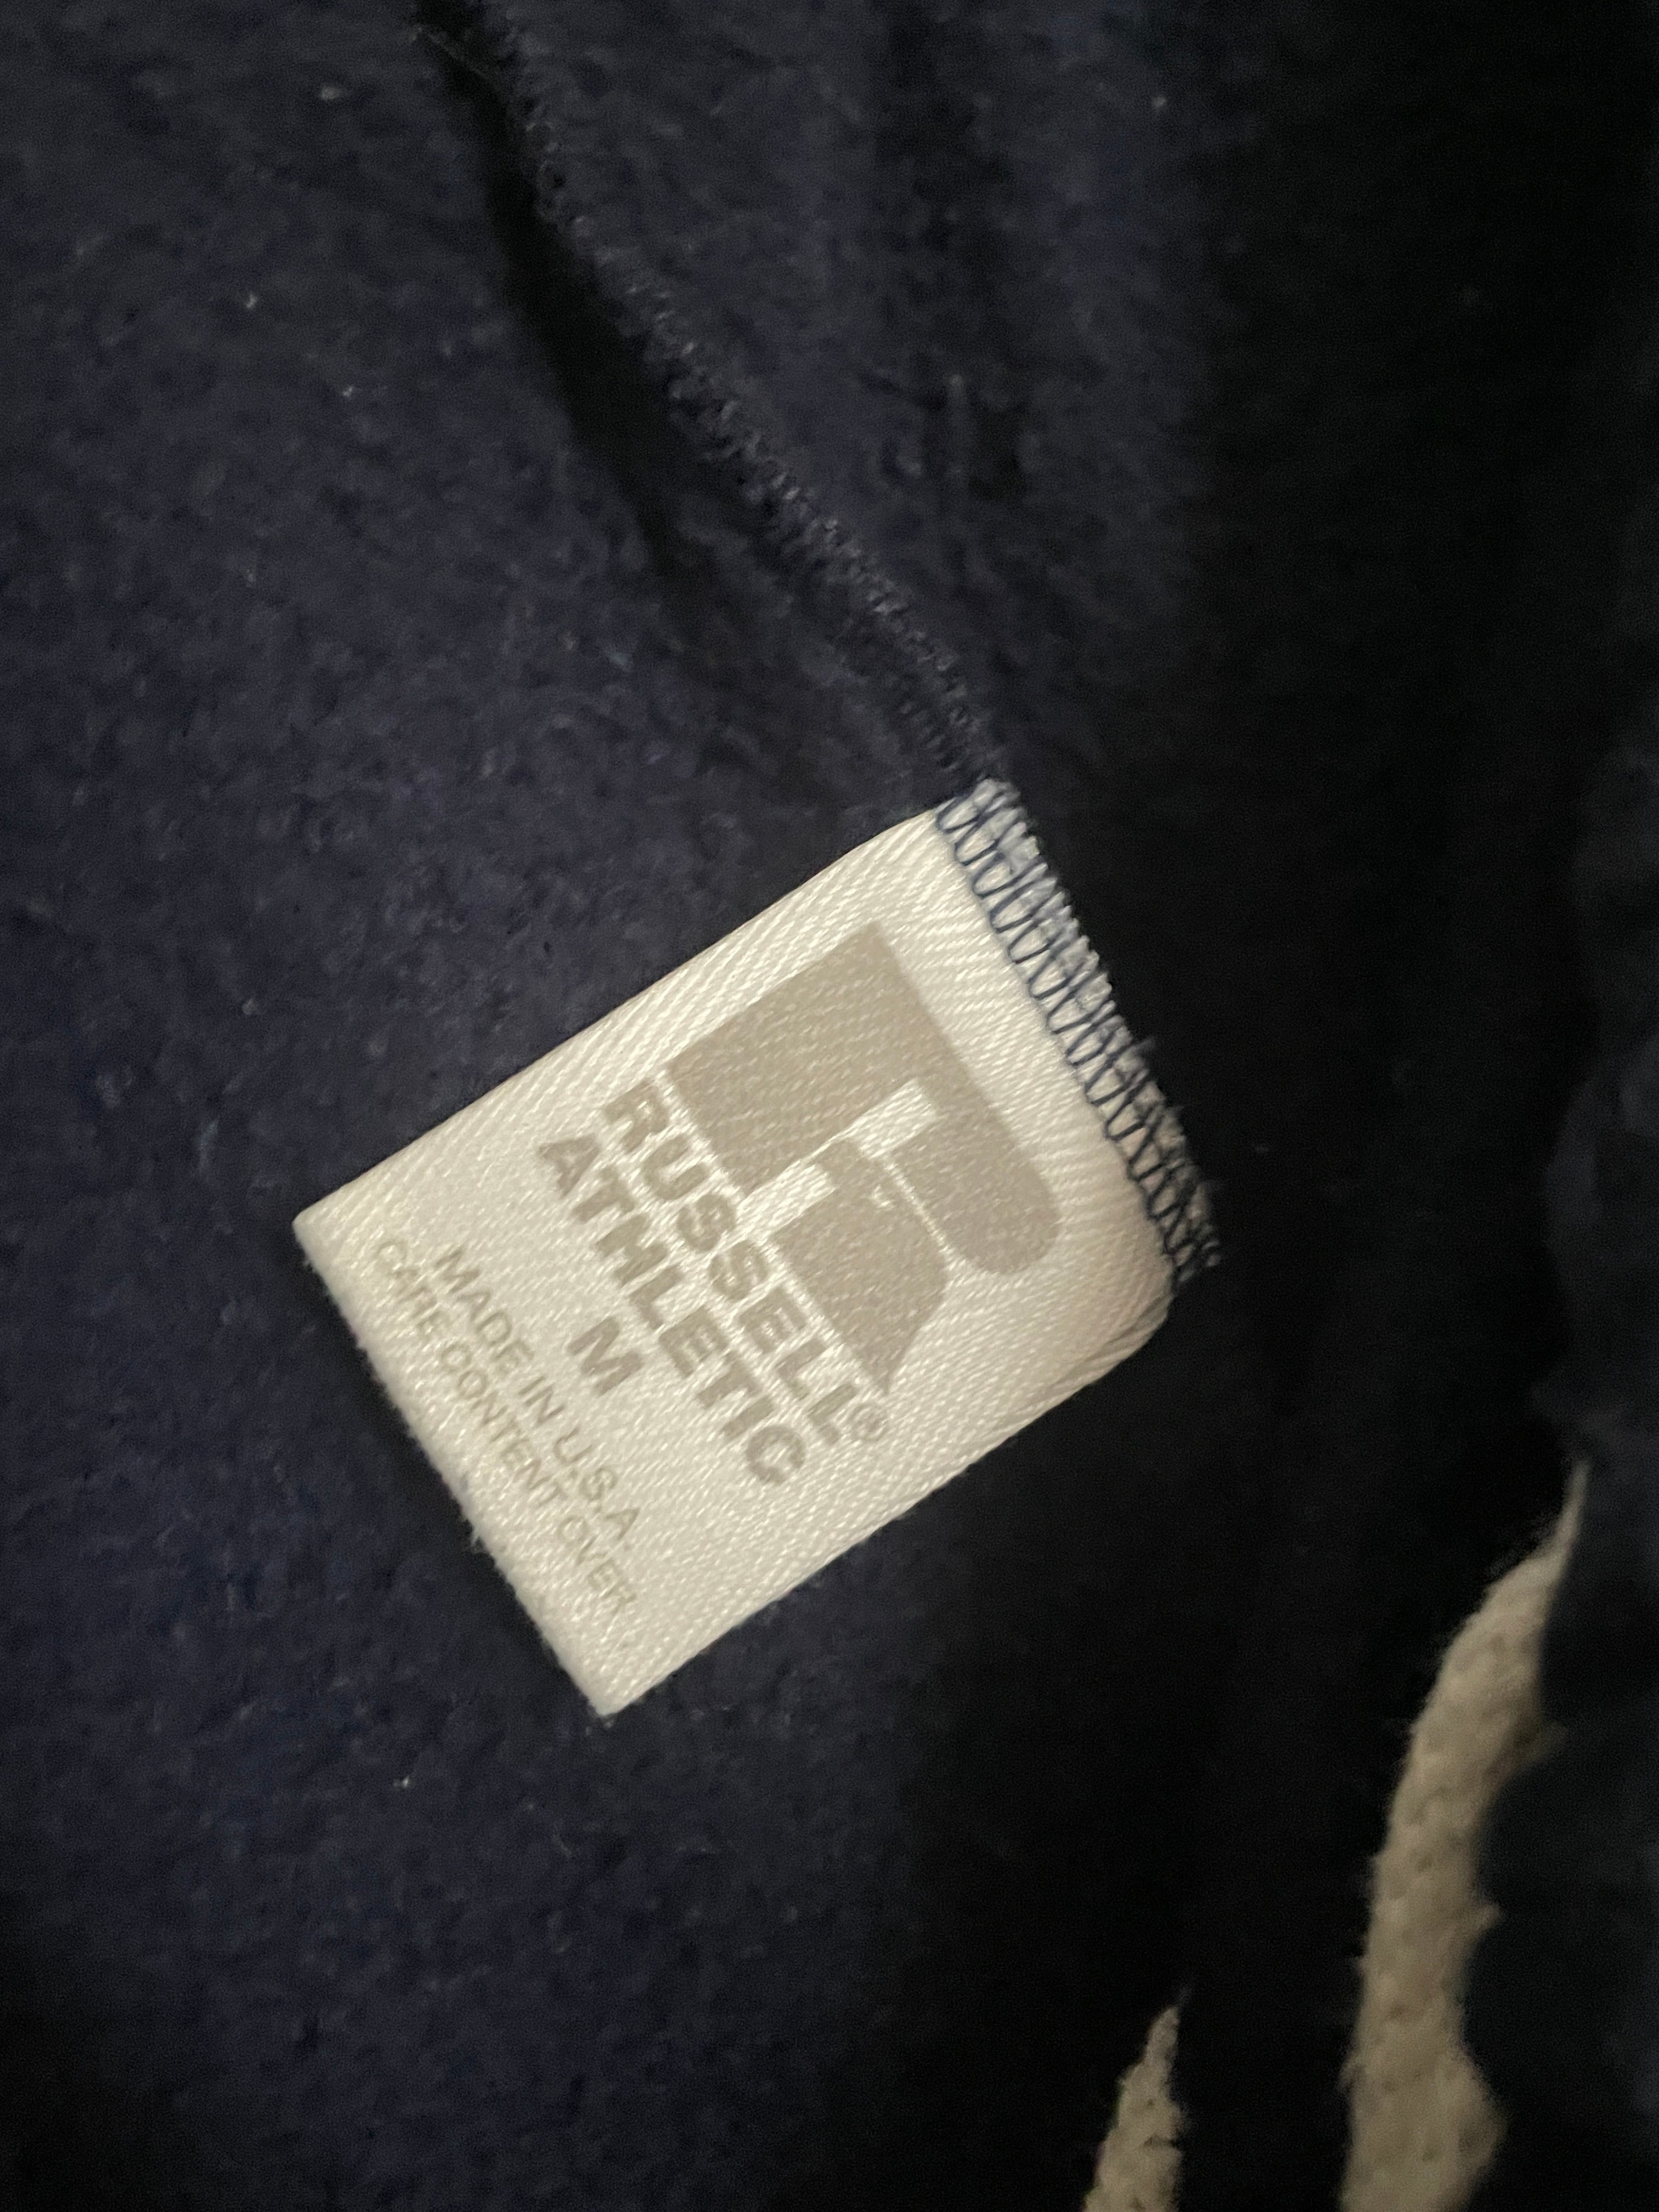 RUSSELL®
ATHLETIC
M
MADE IN U.S.A
CARE CONTENT OVER